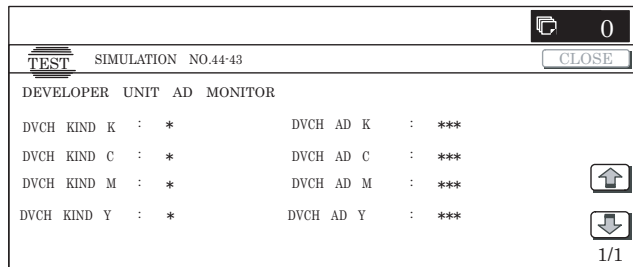 0
TEST SIMULATION NO.44-43 CLOSE
DEVELOPER UNIT AD MONITOR
DVCH KIND K : * DVCH AD K : ***
DVCH KIND C : * DVCH AD C : ***
DVCH KIND M : * DVCH AD M : ***
DVCH KIND Y : * DVCH AD Y : ***
1/1